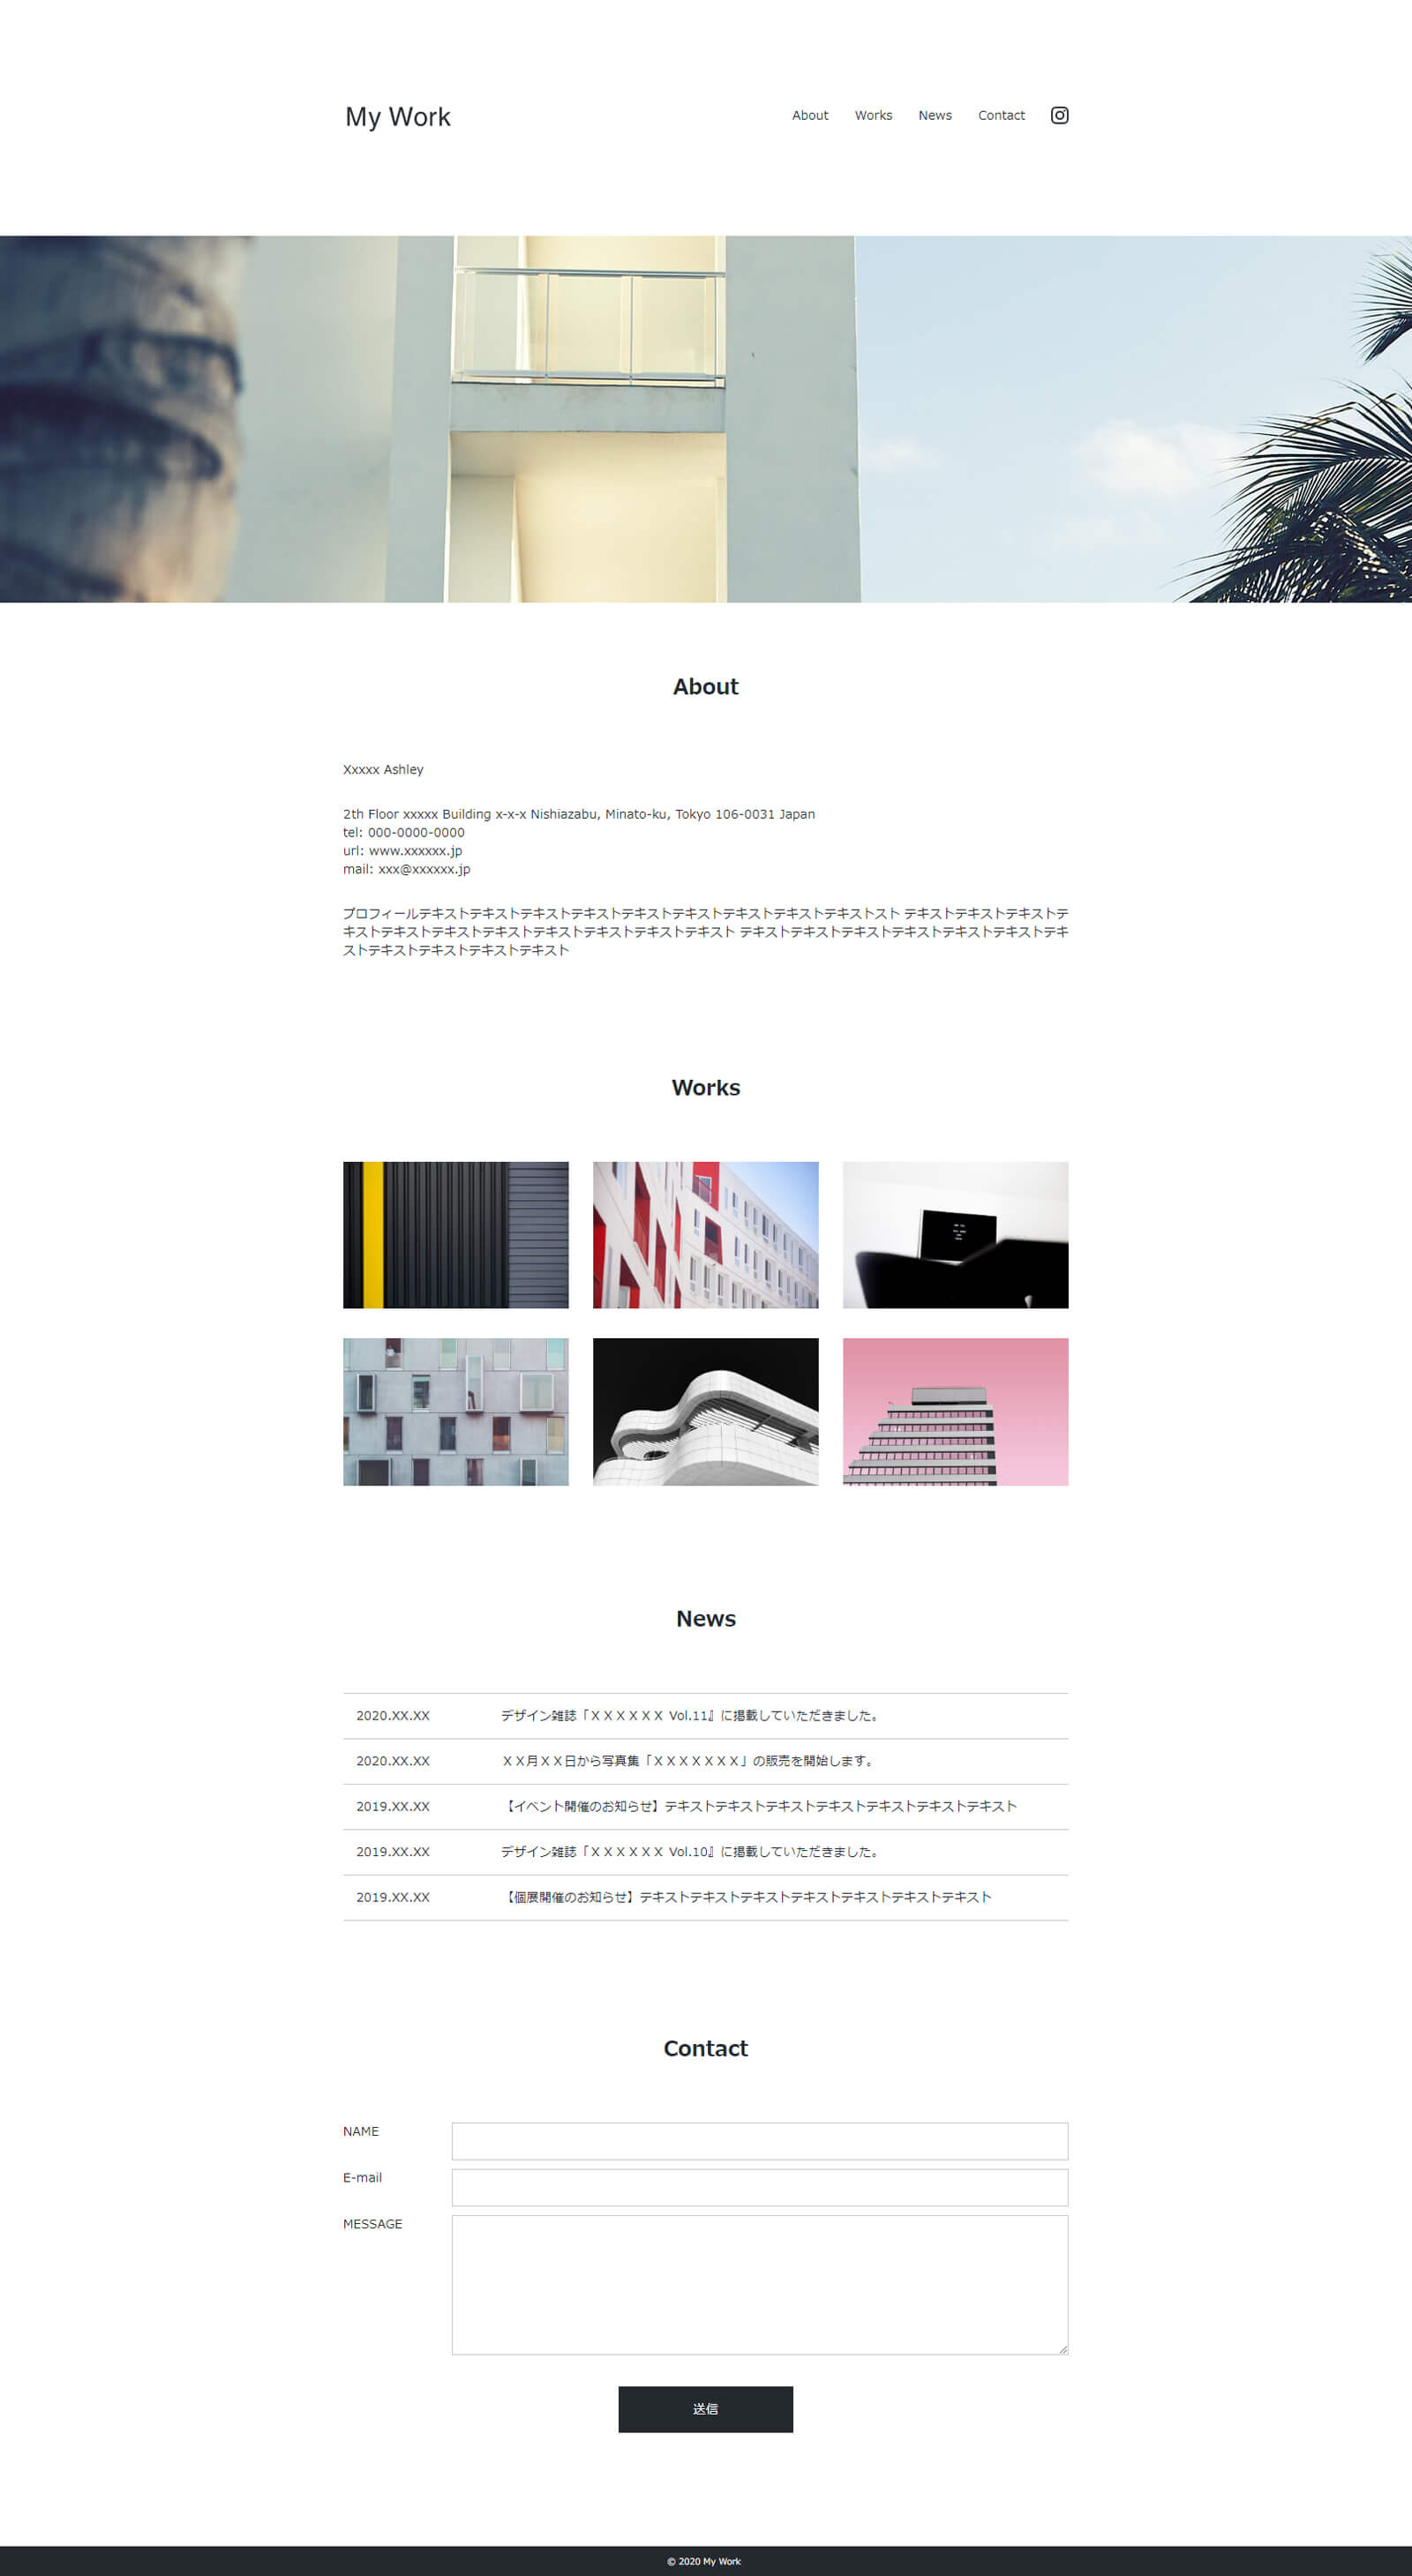 My Work
About
Works
News
Contact
About
Xxxxx Ashley
2th Floor xxxxx Building x-x-x Nishiazabu, Minato-ku, Tokyo 106-0031 Japan
tel: 000-0000-0000
url: www.xxxxxx.jp
mail: xxx@xxxxxx.jp
プロフィールテキストテキストテキストテキストテキストテキストテキストテキストテキストスト テキストテキストテキストテ
キストテキストテキストテキストテキストテキストテキストテキスト テキストテキストテキストテキストテキストテキストテキ
ストテキストテキストテキストテキスト
Works
News
2020.XX.XX デザイン雑誌「ＸＸＸＸＸＸ Vol.11』に掲載していただきました。
2020.XX.XX ＸＸ月ＸＸ日から写真集「ＸＸＸＸＸＸＸ」の販売を開始します。
2019.XX.XX 【イベント開催のお知らせ】テキストテキストテキストテキストテキストテキストテキスト
2019.XX.XX デザイン雑誌「ＸＸＸＸＸＸ Vol.10』に掲載していただきました。
2019.XX.XX 【個展開催のお知らせ】テキストテキストテキストテキストテキストテキストテキスト
Contact
NAME
E-mail
MESSAGE
送信
© 2020 My Work